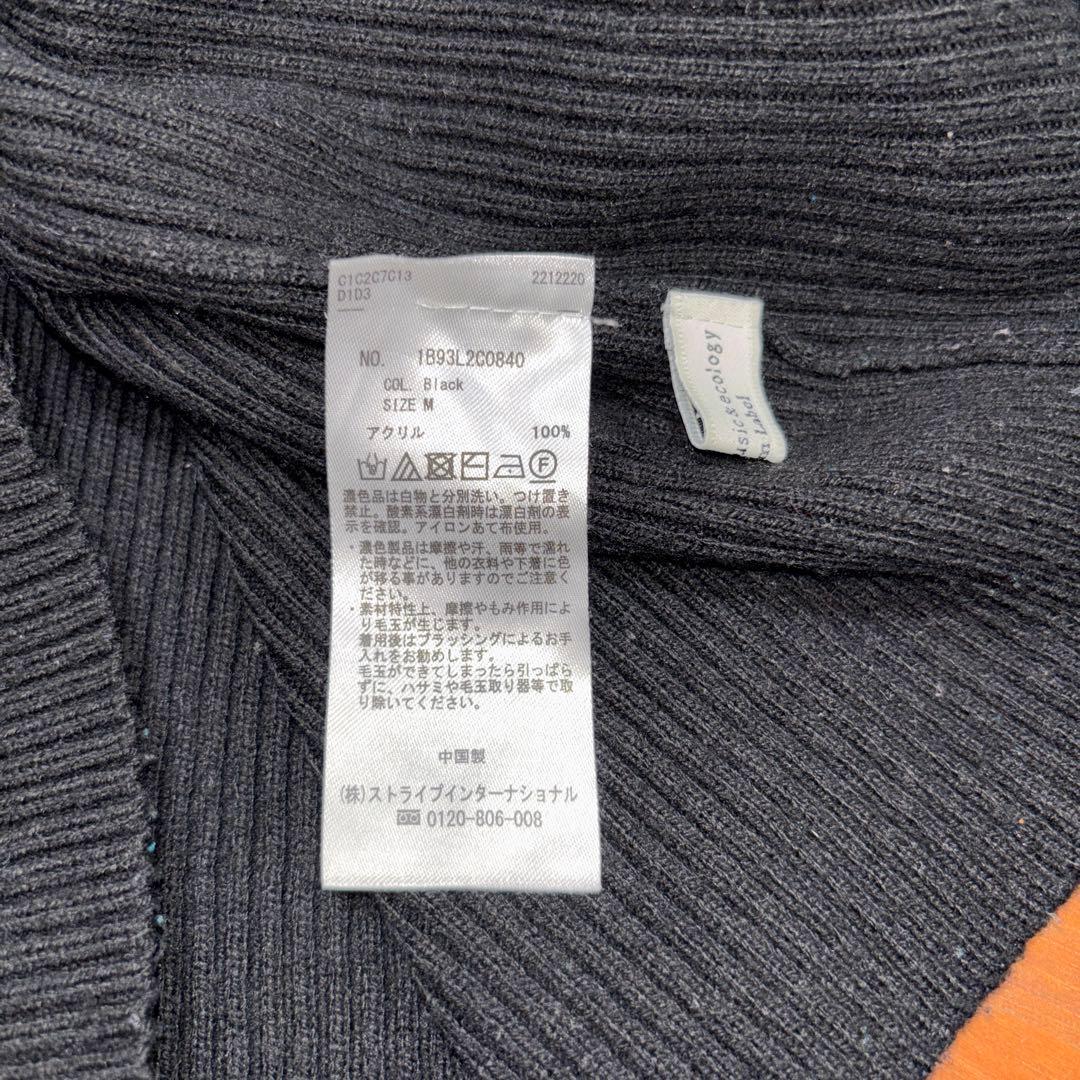 C1C2C7C13 2212220
D1D3
NO. 1B93L2C0840
COL. Black
SIZE M
アクリル 100%
F
濃色品は白物と分別洗い。つけ置き
禁止。酸素系漂白剤時は漂白剤の表
示を確認。アイロンあて布使用。
・濃色製品は摩擦や汗、雨等で濡れ
た時などに、他の衣料や下着に色
が移る事がありますのでご注意く
ださい。
・素材特性上、摩擦やもみ作用によ
り毛玉が生じます。
着用後はブラッシングによるお手
入れをお勧めします。
毛玉ができてしまったら引っぱら
ずに、ハサミや毛玉取り器等で取
り除いてください。
中国製
(株)ストライプインターナショナル
0120-806-008
usic&ecology
Label